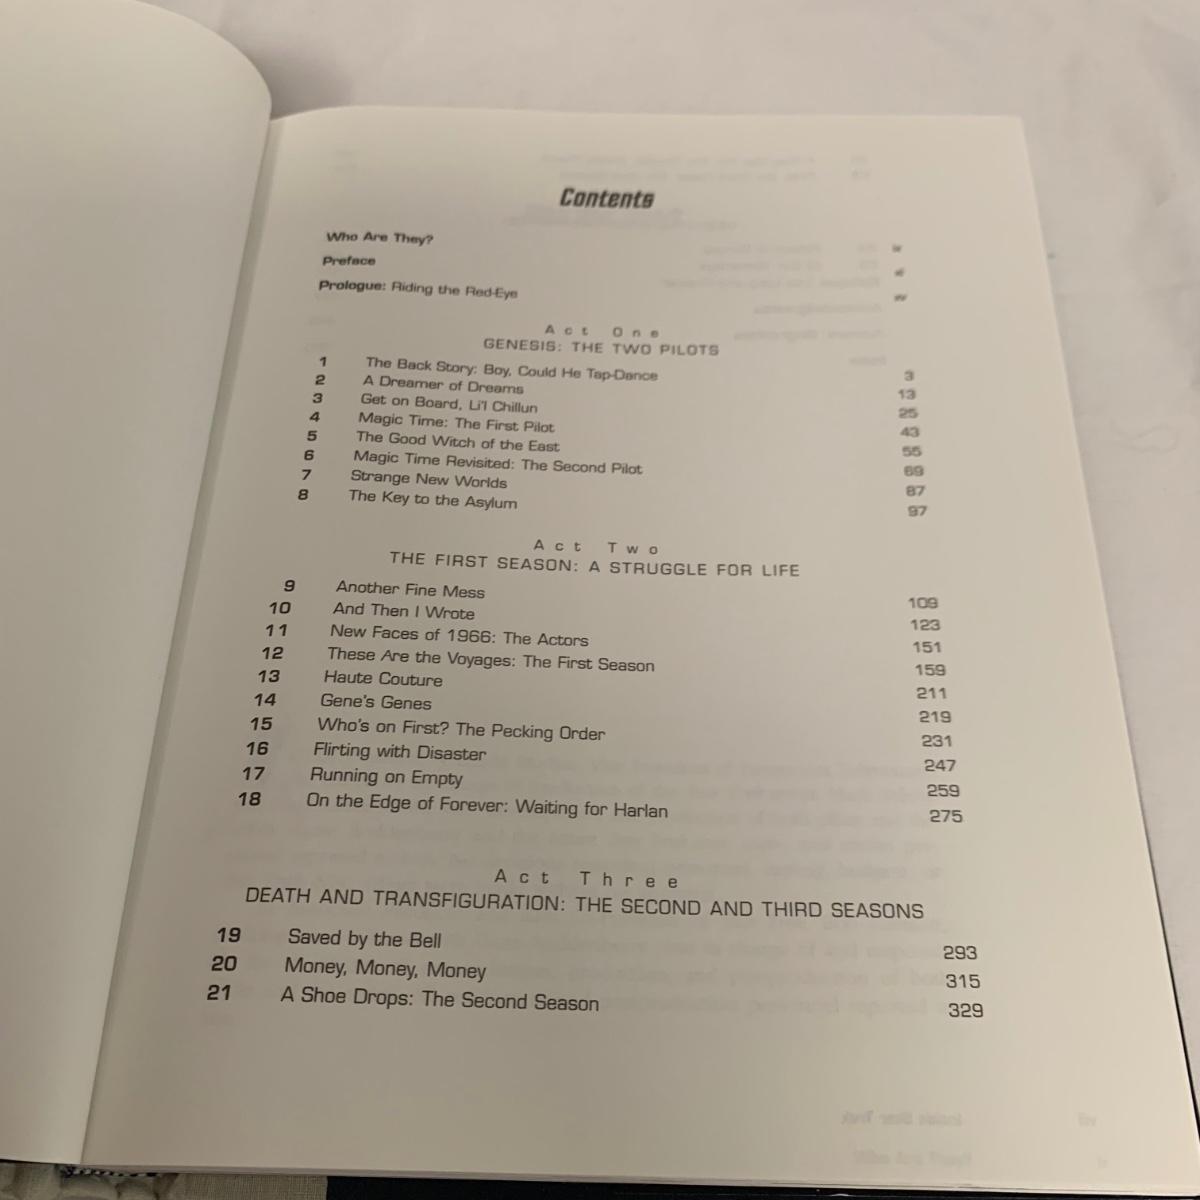 Contents
Who Are They? ix
Preface xi
Prologue: Riding the Red-Eye xv
Act One
GENESIS: THE TWO PILOTS
1 The Back Story: Boy, Could He Tap-Dance 3
2 A Dreamer of Dreams 13
3 Get on Board, Li'l Chillun 25
4 Magic Time: The First Pilot 43
5 The Good Witch of the East 55
6 Magic Time Revisited: The Second Pilot 69
7 Strange New Worlds 87
8 The Key to the Asylum 97
Act Two
THE FIRST SEASON: A STRUGGLE FOR LIFE
9 Another Fine Mess 109
10 And Then I Wrote 123
11 New Faces of 1966: The Actors 151
12 These Are the Voyages: The First Season 159
13 Haute Couture 211
14 Gene's Genes 219
15 Who's on First? The Pecking Order 231
16 Flirting with Disaster 247
17 Running on Empty 259
18 On the Edge of Forever: Waiting for Harlan 275
Act Three
DEATH AND TRANSFIGURATION: THE SECOND AND THIRD SEASONS
19 Saved by the Bell 293
20 Money, Money, Money 315
21 A Shoe Drops: The Second Season 329